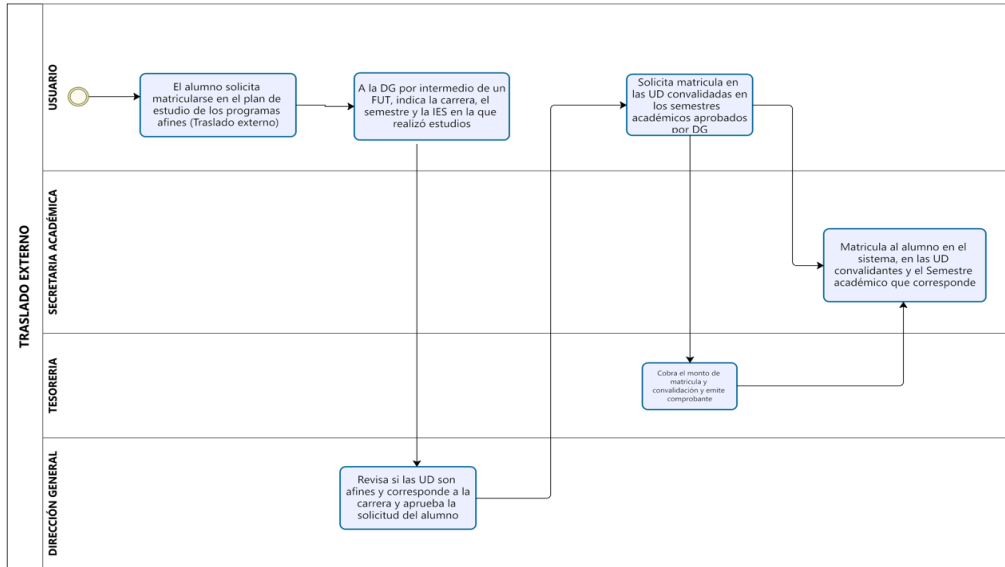 TRASLADO EXTERNO
USUARIO
El alumno solicita
matricularse en el plan de
estudio de los programas
afines (Traslado externo)
A la DG por intermedio de un
FUT, indica la carrera, el
semestre y la IES en la que
realizó estudios
Solicita matricula en
las UD convalidadas en
los semestres
académicos aprobados
por DG
SECRETARIA ACADÉMICA
Matricula al alumno en el
sistema, en las UD
convalidantes y el Semestre
académico que corresponde
TESORERIA
Cobra el monto de
matricula y
convalidación y emite
comprobante
DIRECCIÓN GENERAL
Revisa si las UD son
afines y corresponde a la
carrera y aprueba la
solicitud del alumno